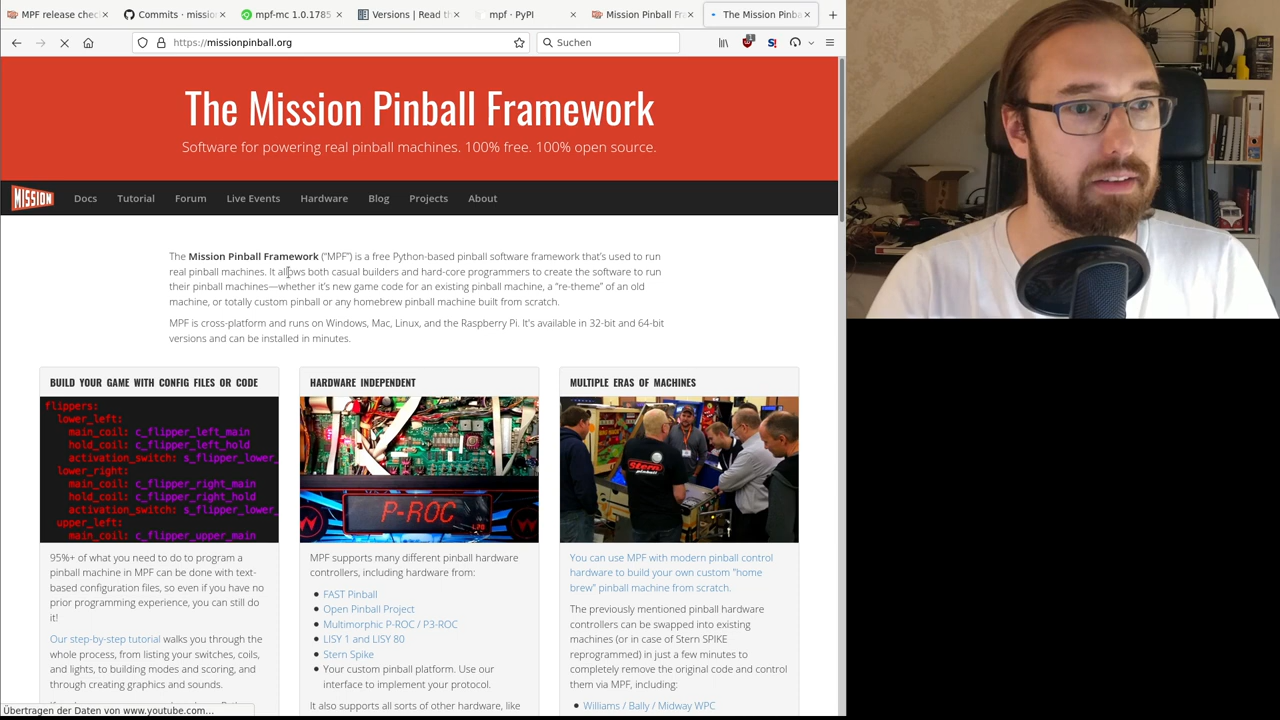 MPF release chec
Commits · missio
mpf-mc 1.0.1785
Versions | Read th
mpf · PyPI
Mission Pinball Fra
The Mission Pinba
https://missionpinball.org
Suchen
The Mission Pinball Framework
Software for powering real pinball machines. 100% free. 100% open source.
MISSION
Docs Tutorial Forum Live Events Hardware Blog Projects About
The Mission Pinball Framework (“MPF”) is a free Python-based pinball software framework that’s used to run
real pinball machines. It allows both casual builders and hard-core programmers to create the software to run
their pinball machines—whether it’s new game code for an existing pinball machine, a “re-theme” of an old
machine, or totally custom pinball or any homebrew pinball machine built from scratch.
MPF is cross-platform and runs on Windows, Mac, Linux, and the Raspberry Pi. It's available in 32-bit and 64-bit
versions and can be installed in minutes.
BUILD YOUR GAME WITH CONFIG FILES OR CODE
flippers:
lower_left:
main_coil: c_flipper_left_main
hold_coil: c_flipper_left_hold
activation_switch: s_flipper_lower_
lower_right:
main_coil: c_flipper_right_main
hold_coil: c_flipper_right_hold
activation_switch: s_flipper_lower_
upper_left:
main_coil: c_flipper_upper_main
95%+ of what you need to do to program a
pinball machine in MPF can be done with text-
based configuration files, so even if you have no
prior programming experience, you can still do
it!
Our step-by-step tutorial walks you through the
whole process, from listing your switches, coils,
and lights, to building modes and scoring, and
through creating graphics and sounds.
HARDWARE INDEPENDENT
P-ROC
MPF supports many different pinball hardware
controllers, including hardware from:
FAST Pinball
Open Pinball Project
Multimorphic P-ROC / P3-ROC
LISY 1 and LISY 80
Stern Spike
Your custom pinball platform. Use our
interface to implement your protocol.
It also supports all sorts of other hardware, like
MULTIPLE ERAS OF MACHINES
Stern
You can use MPF with modern pinball control
hardware to build your own custom "home
brew" pinball machine from scratch.
The previously mentioned pinball hardware
controllers can be swapped into existing
machines (or in case of Stern SPIKE
reprogrammed) in just a few minutes to
completely remove the original code and control
them via MPF, including:
Williams / Bally / Midway WPC
Übertragen der Daten von www.youtube.com…